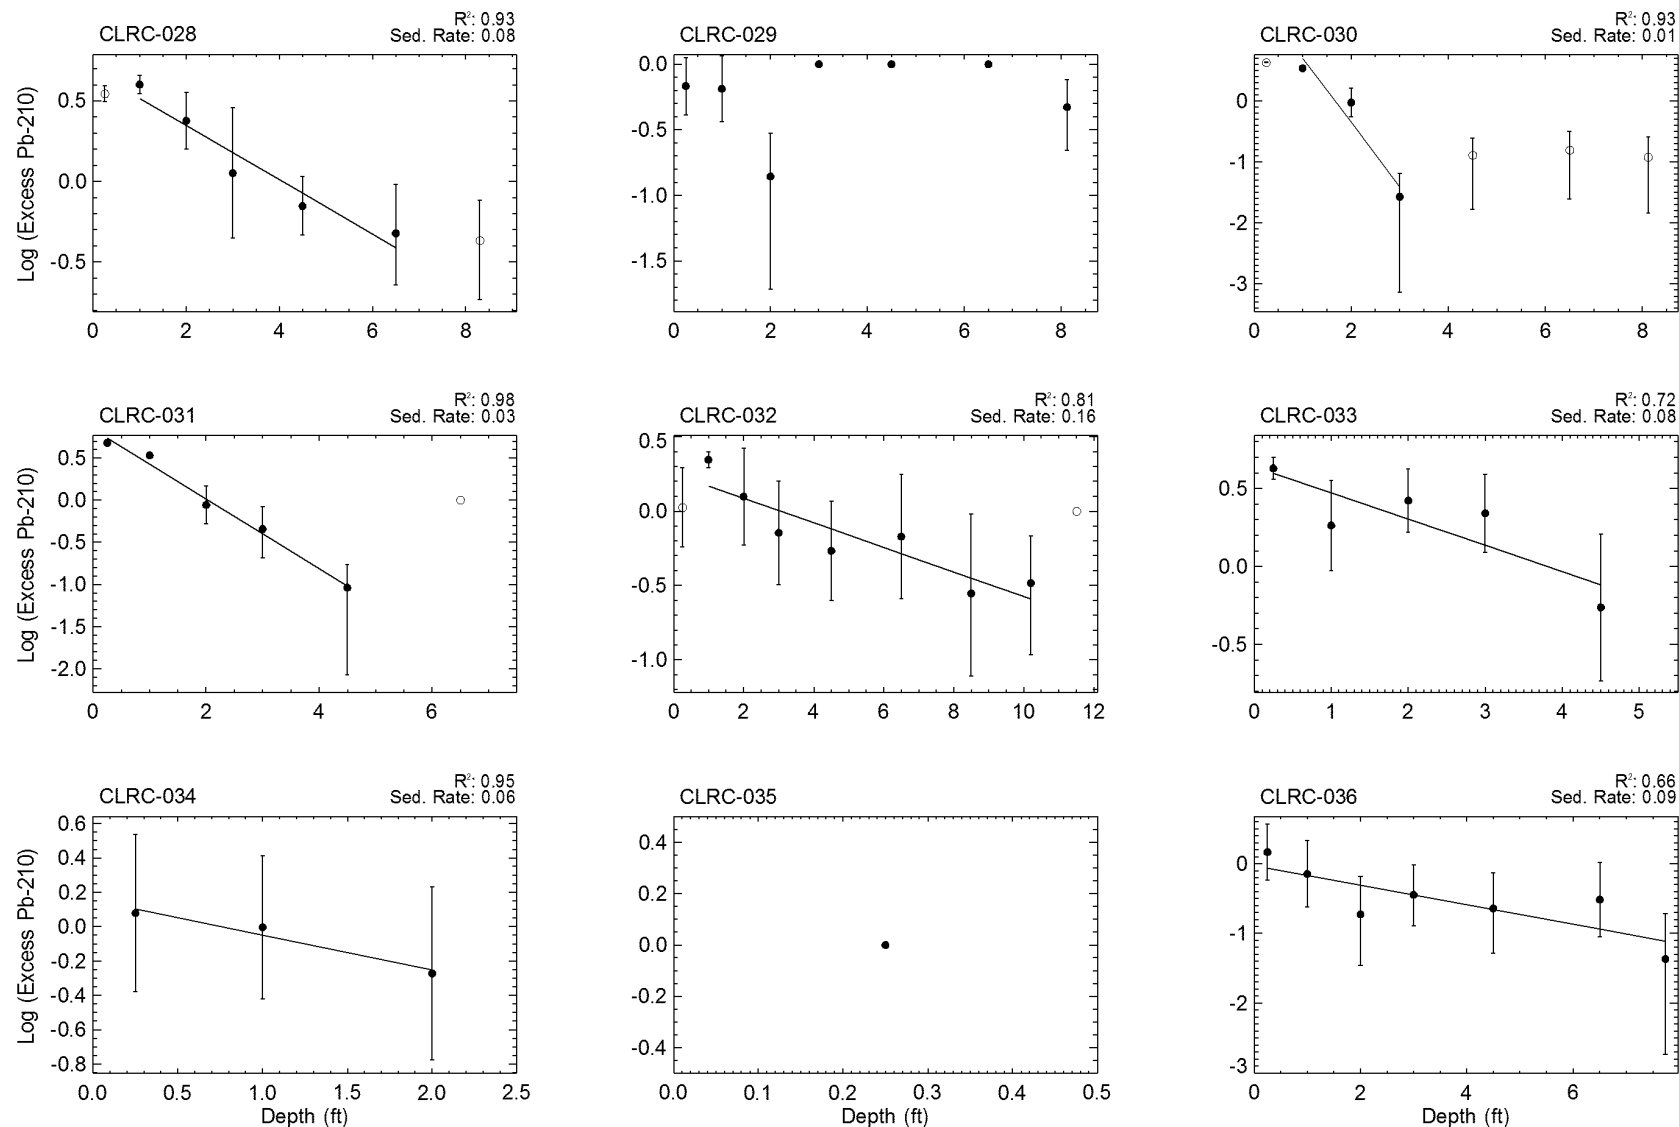 CLRC-028
R²: 0.93
Sed. Rate: 0.08
Log (Excess Pb-210)
0.5
0.0
-0.5
0 2 4 6 8
CLRC-029
0.0
-0.5
-1.0
-1.5
0 2 4 6 8
CLRC-030
R²: 0.93
Sed. Rate: 0.01
0
-1
-2
-3
0 2 4 6 8
CLRC-031
R²: 0.98
Sed. Rate: 0.03
Log (Excess Pb-210)
0.5
0.0
-0.5
-1.0
-1.5
-2.0
0 2 4 6
CLRC-032
R²: 0.81
Sed. Rate: 0.16
0.5
0.0
-0.5
-1.0
0 2 4 6 8 10 12
CLRC-033
R²: 0.72
Sed. Rate: 0.08
0.5
0.0
-0.5
0 1 2 3 4 5
CLRC-034
R²: 0.95
Sed. Rate: 0.06
Log (Excess Pb-210)
0.6
0.4
0.2
0.0
-0.2
-0.4
-0.6
-0.8
0.0 0.5 1.0 1.5 2.0 2.5
Depth (ft)
CLRC-035
0.4
0.2
0.0
-0.2
-0.4
0.0 0.1 0.2 0.3 0.4 0.5
Depth (ft)
CLRC-036
R²: 0.66
Sed. Rate: 0.09
0
-1
-2
-3
0 2 4 6
Depth (ft)